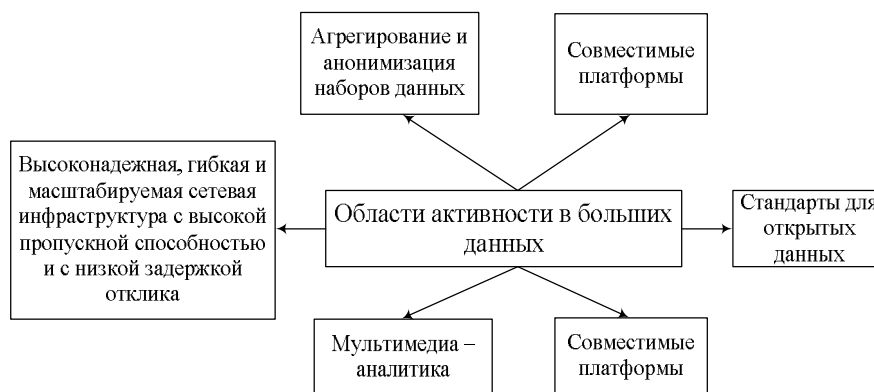 Агрегирование и
анонимизация
наборов данных
Совместимые
платформы
Высоконадежная, гибкая и
масштабируемая сетевая
инфраструктура с высокой
пропускной способностью
и с низкой задержкой
отклика
Области активности в больших
данных
Стандарты для
открытых
данных
Мультимедиа –
аналитика
Совместимые
платформы